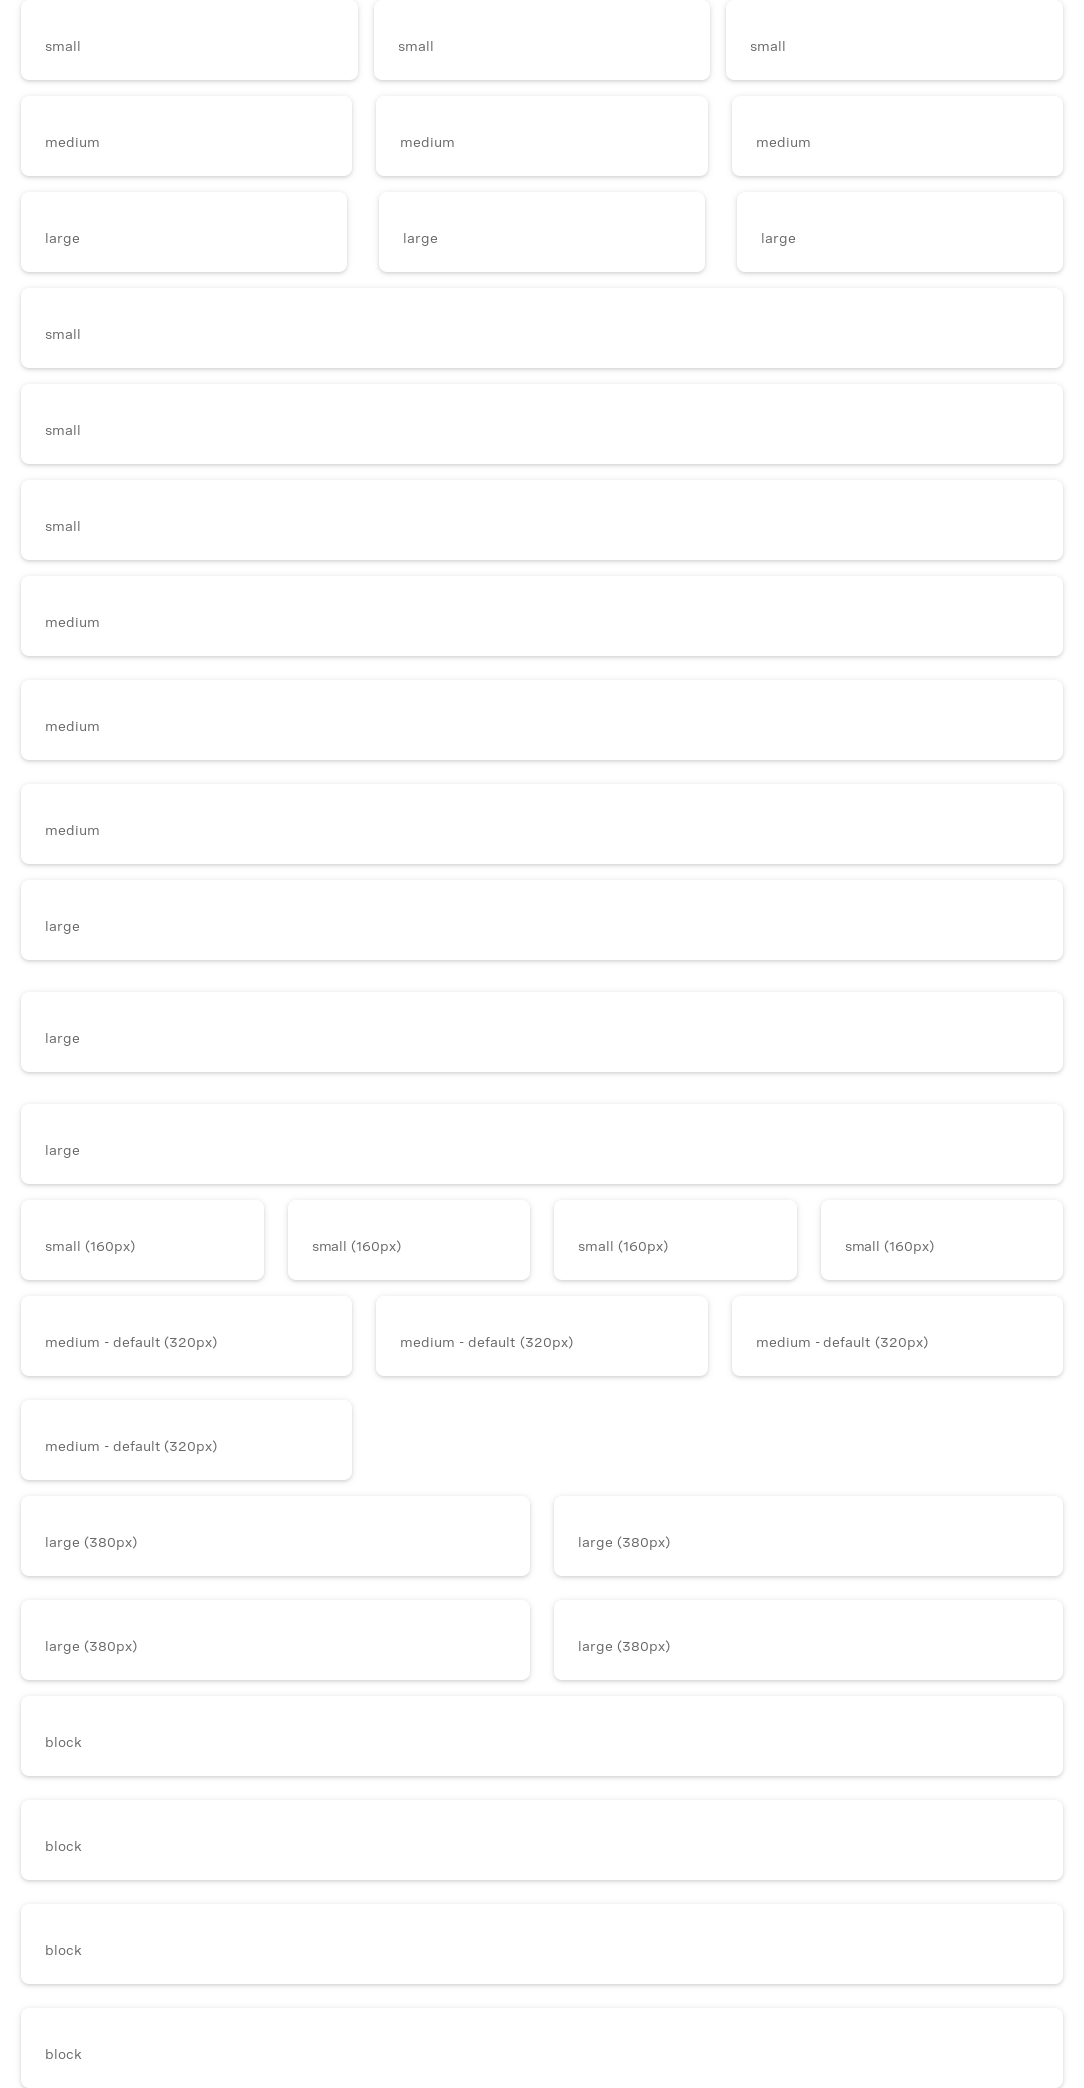 small small small
medium medium medium
large large large
small
small
small
medium
medium
medium
large
large
large
small (160px) small (160px) small (160px) small (160px)
medium - default (320px) medium - default (320px) medium - default (320px)
medium - default (320px)
large (380px) large (380px)
large (380px) large (380px)
block
block
block
block